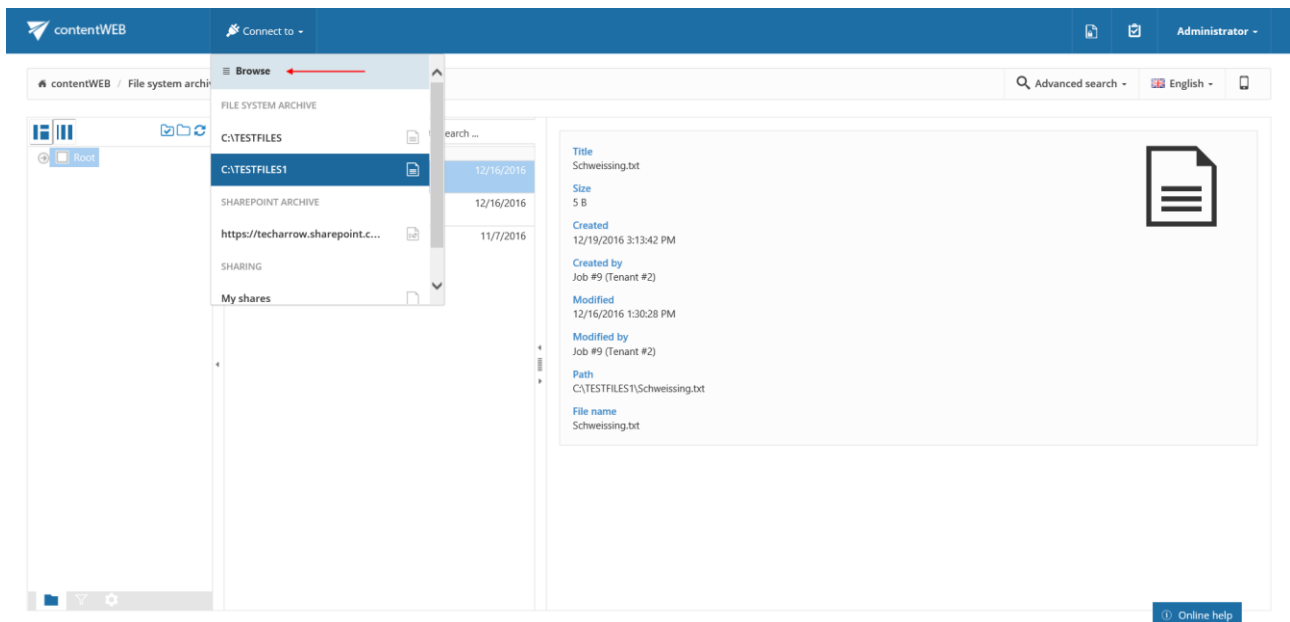 contentWEB
Connect to
Administrator
Browse
contentWEB / File system archi
Advanced search
English
FILE SYSTEM ARCHIVE
C:\TESTFILES
C:\TESTFILES1
SHAREPOINT ARCHIVE
https://techarrow.sharepoint.c...
SHARING
My shares
Root
earch ...
12/16/2016
12/16/2016
11/7/2016
Title
Schweissing.txt
Size
5 B
Created
12/19/2016 3:13:42 PM
Created by
Job #9 (Tenant #2)
Modified
12/16/2016 1:30:28 PM
Modified by
Job #9 (Tenant #2)
Path
C:\TESTFILES1\Schweissing.txt
File name
Schweissing.txt
Online help